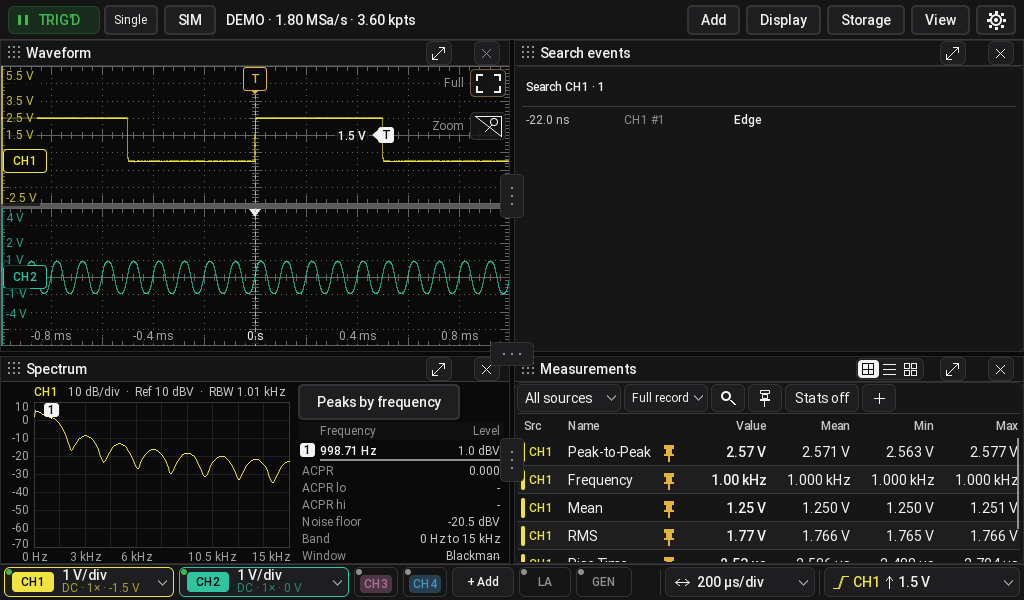 TRIG'D Single SIM DEMO · 1.80 MSa/s · 3.60 kpts Add Display Storage View
Waveform
5.5 V
T
Full
3.5 V
2.5 V
Zoom
1.5 V
1.5 V T
CH1
-2.5 V
4 V
2 V
1 V
CH2
-1 V
-4 V
-0.8 ms -0.4 ms 0 s 0.4 ms 0.8 ms
Search events
Search CH1 · 1
-22.0 ns CH1 #1 Edge
Spectrum
CH1 10 dB/div · Ref 10 dBV · RBW 1.01 kHz
10
0
-10
-20
-30
-40
-50
-60
-70
1
0 Hz 3 kHz 6 kHz 10.5 kHz 15 kHz
Peaks by frequency
Frequency Level
1 998.71 Hz 1.0 dBV
ACPR 0.000
ACPR lo -
ACPR hi -
Noise floor -20.5 dBV
Band 0 Hz to 15 kHz
Window Blackman
Measurements
All sources Full record Stats off +
Src Name Value Mean Min Max
CH1 Peak-to-Peak 2.57 V 2.571 V 2.563 V 2.577 V
CH1 Frequency 1.00 kHz 1.000 kHz 1.000 kHz 1.000 kHz
CH1 Mean 1.25 V 1.250 V 1.250 V 1.251 V
CH1 RMS 1.77 V 1.766 V 1.765 V 1.766 V
CH1 Rise Time
CH1 1 V/div
DC · 1× · -1.5 V
CH2 1 V/div
DC · 1× · 0 V
CH3 CH4 + Add LA GEN 200 µs/div CH1 ↑ 1.5 V